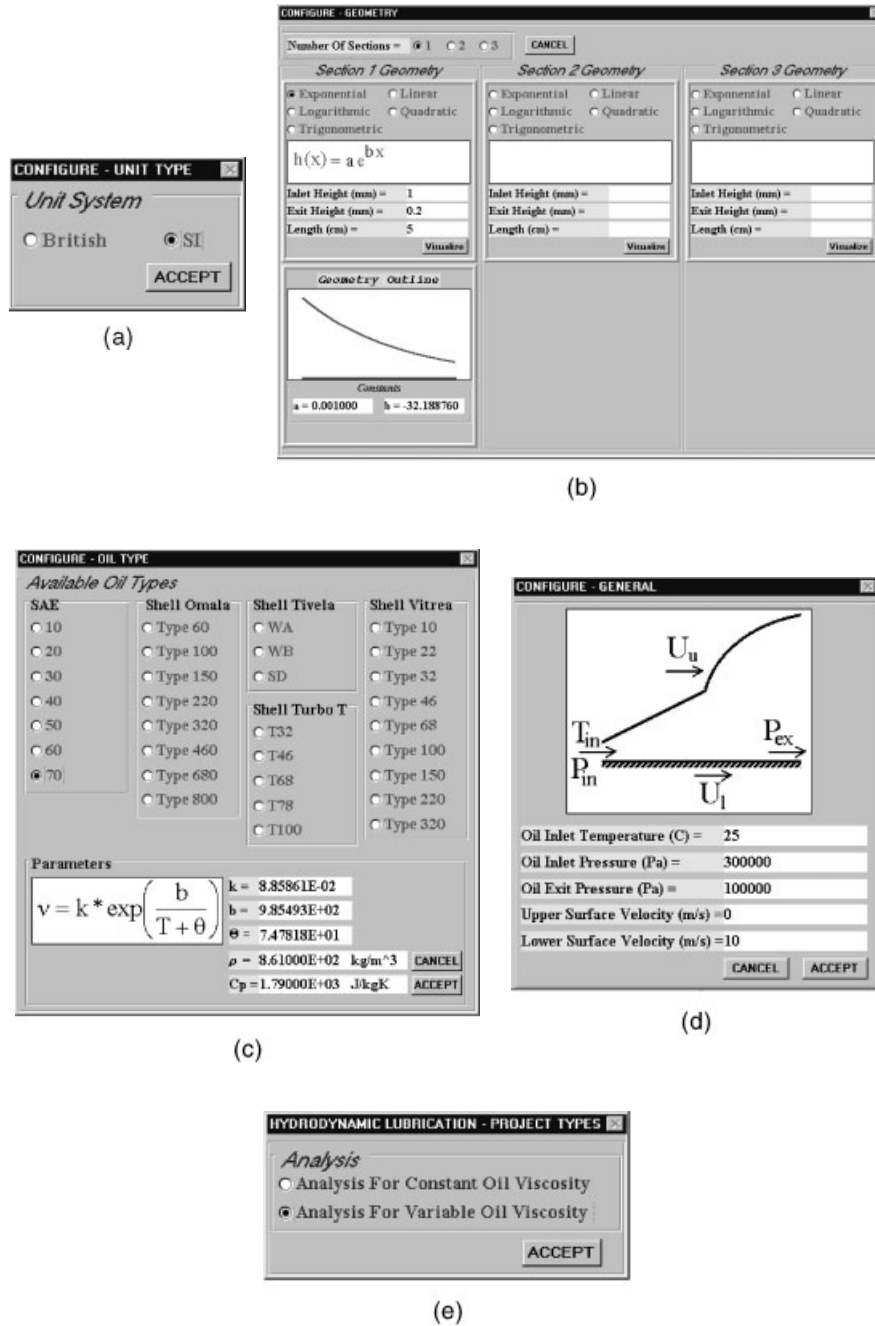 CONFIGURE - UNIT TYPE
Unit System
British SI
ACCEPT
(a)
CONFIGURE - GEOMETRY
Number Of Sections = 1 2 3 CANCEL
Section 1 Geometry
Exponential Linear
Logarithmic Quadratic
Trigonometric
h(x) = a e^bx
Inlet Height (mm) = 1
Exit Height (mm) = 0.2
Length (cm) = 5
Visualize
Geometry Outline
Constants
a = 0.001000 b = -32.188760
Section 2 Geometry
Exponential Linear
Logarithmic Quadratic
Trigonometric
Inlet Height (mm) =
Exit Height (mm) =
Length (cm) =
Visualize
Section 3 Geometry
Exponential Linear
Logarithmic Quadratic
Trigonometric
Inlet Height (mm) =
Exit Height (mm) =
Length (cm) =
Visualize
(b)
CONFIGURE - OIL TYPE
Available Oil Types
SAE
10
20
30
40
50
60
70
Shell Omala
Type 60
Type 100
Type 150
Type 220
Type 320
Type 460
Type 680
Type 800
Shell Tivela
WA
WB
SD
Shell Turbo T
T32
T46
T68
T78
T100
Shell Vitrea
Type 10
Type 22
Type 32
Type 46
Type 68
Type 100
Type 150
Type 220
Type 320
Parameters
ν = k * exp(b / (T + θ))
k = 8.85861E-02
b = 9.85493E+02
Θ = 7.47818E+01
ρ = 8.61000E+02 kg/m^3 CANCEL
Cp =1.79000E+03 J/kgK ACCEPT
(c)
CONFIGURE - GENERAL
U_u
T_in
P_ex
P_in
U_l
Oil Inlet Temperature (C) = 25
Oil Inlet Pressure (Pa) = 300000
Oil Exit Pressure (Pa) = 100000
Upper Surface Velocity (m/s) =0
Lower Surface Velocity (m/s) =10
CANCEL ACCEPT
(d)
HYDRODYNAMIC LUBRICATION - PROJECT TYPES
Analysis
Analysis For Constant Oil Viscosity
Analysis For Variable Oil Viscosity
ACCEPT
(e)